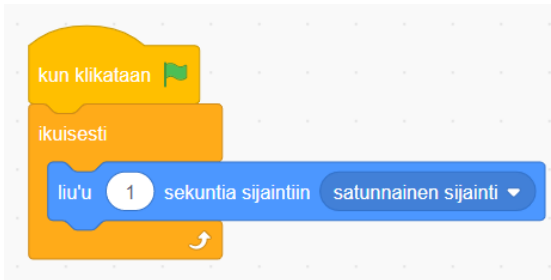 kun klikataan
ikuisesti
liu'u 1 sekuntia sijaintiin satunnainen sijainti